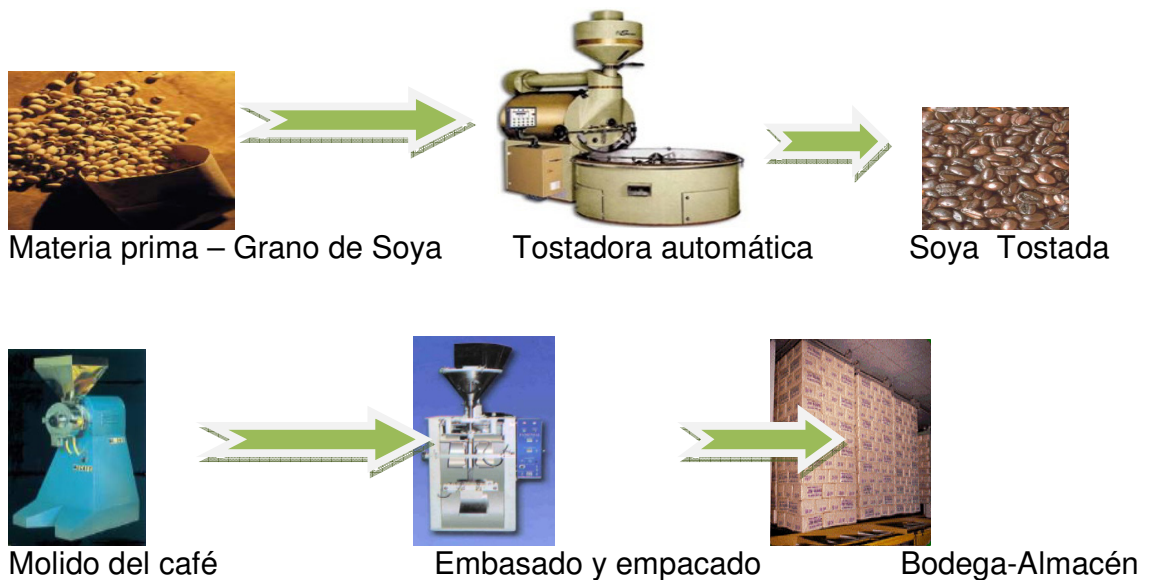 Materia prima – Grano de Soya Tostadora automática Soya Tostada
Molido del café Embasado y empacado Bodega-Almacén